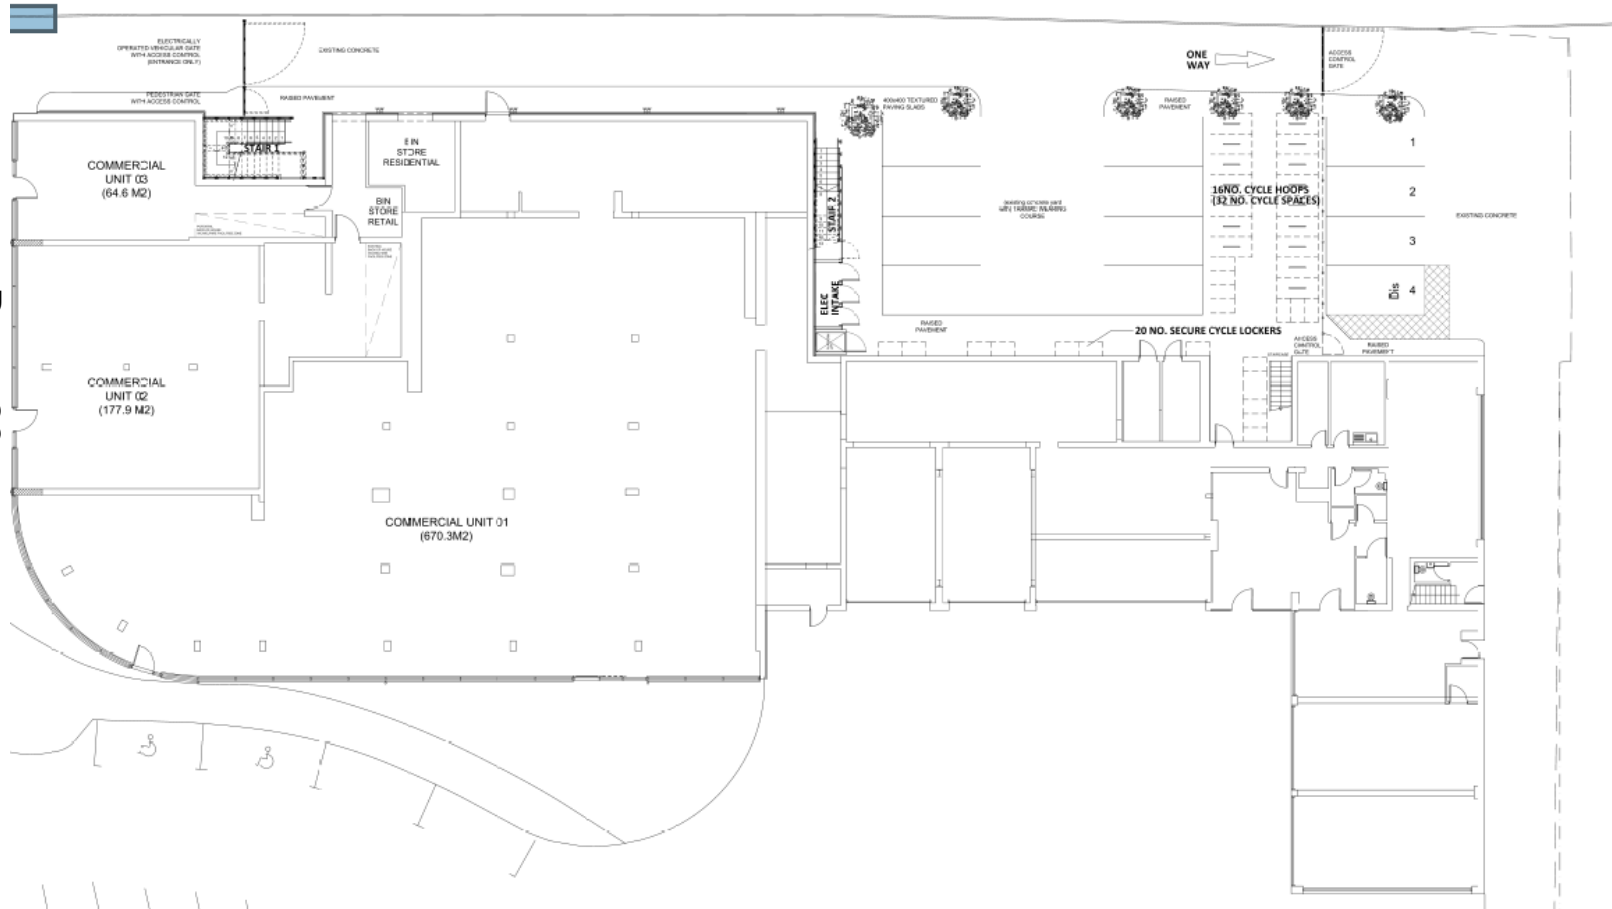 ELECTRICALLY
OPERATED VEHICULAR GATE
WITH ACCESS CONTROL
(ENTRANCE ONLY)
EXISTING CONCRETE
PEDESTRIAN GATE
WITH ACCESS CONTROL
RAISED PAVEMENT
ONE
WAY
ACCESS
CONTROL
GATE
400x400 TEXTURED
PAVING SLABS
RAISED
PAVEMENT
STAIR 1
COMMERCIAL
UNIT 03
(64.6 M2)
BIN
STORE
RESIDENTIAL
BIN
STORE
RETAIL
STAIR 2
ELEC
INTAKE
16NO. CYCLE HOOPS
(32 NO. CYCLE SPACES)
COURSE
1
2
3
Dis 4
EXISTING CONCRETE
RAISED
PAVEMENT
20 NO. SECURE CYCLE LOCKERS
ACCESS
CONTROL
GATE
RAISED
PAVEMENT
COMMERCIAL
UNIT 02
(177.9 M2)
COMMERCIAL UNIT 01
(670.3M2)